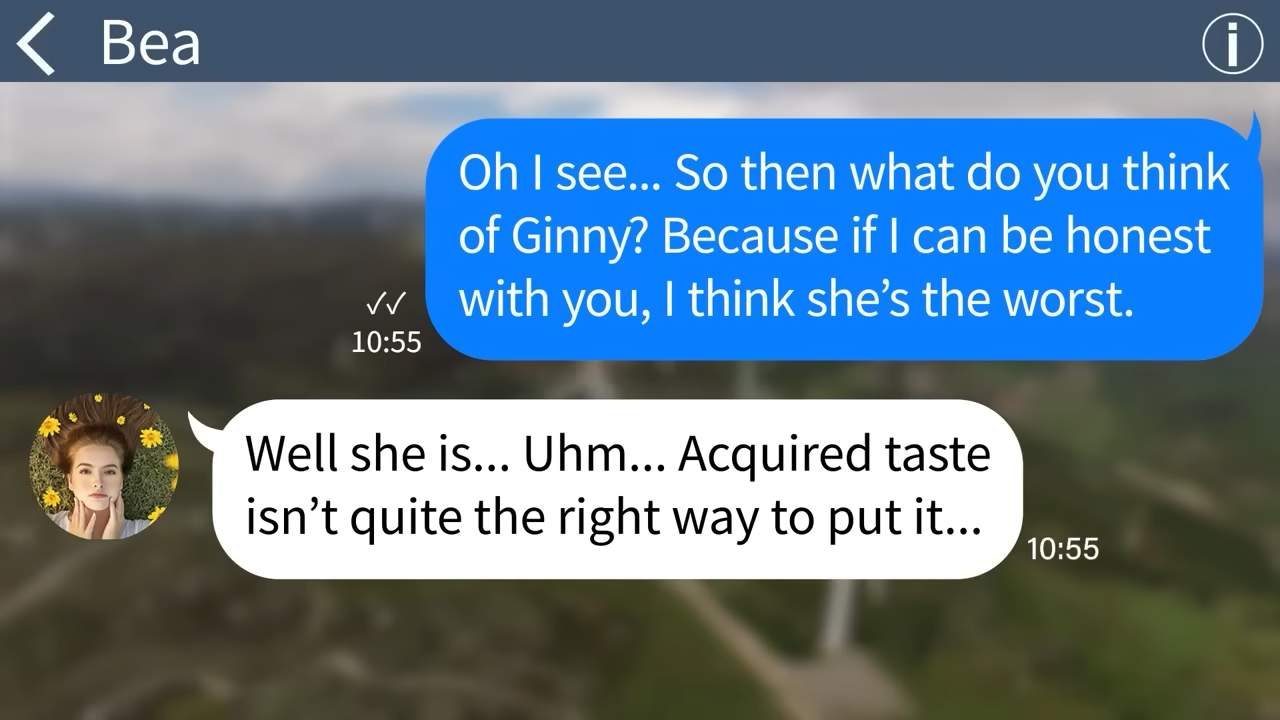 Bea
Oh I see... So then what do you think
of Ginny? Because if I can be honest
with you, I think she’s the worst.
✓✓
10:55
Well she is... Uhm... Acquired taste
isn’t quite the right way to put it...
10:55